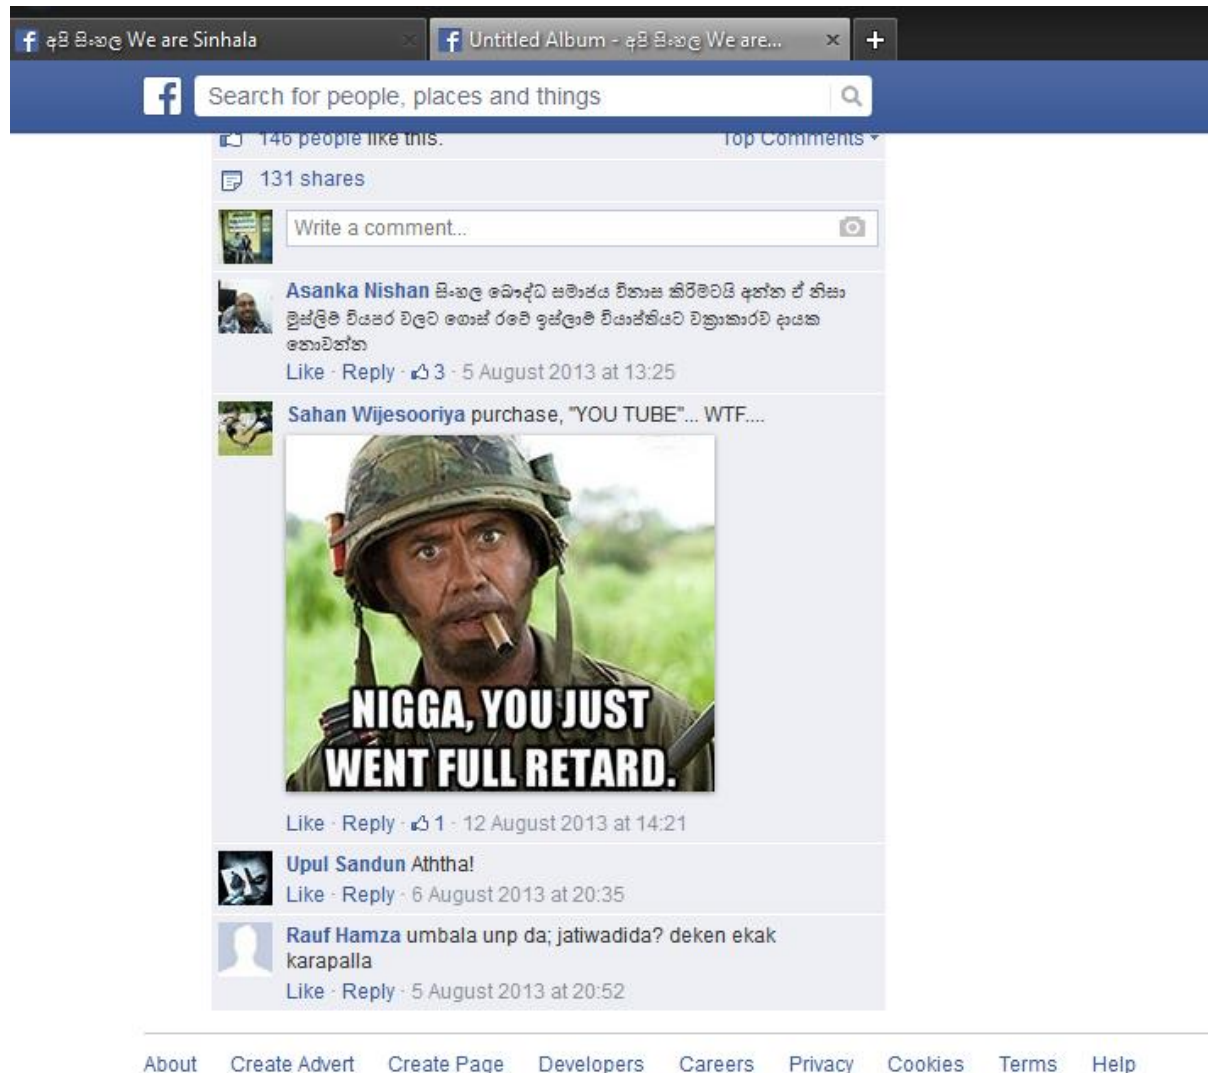 අපි සිංහල We are Sinhala
Untitled Album - අපි සිංහල We are...
Search for people, places and things
146 people like this.
Top Comments
131 shares
Write a comment...
Asanka Nishan සිංහල බෞද්ධ සමාජය විනාස කිරීමටයි අන්න ඒ නිසා
මුස්ලිම් වියපර වලට ගොස් රටේ ඉස්ලාම් ව්‍යාප්තියට වක්‍රාකාරව දායක
නොවන්න
Like · Reply · 3 · 5 August 2013 at 13:25
Sahan Wijesooriya purchase, "YOU TUBE"... WTF....
NIGGA, YOU JUST
WENT FULL RETARD.
Like · Reply · 1 · 12 August 2013 at 14:21
Upul Sandun Aththa!
Like · Reply · 6 August 2013 at 20:35
Rauf Hamza umbala unp da; jatiwadida? deken ekak
karapalla
Like · Reply · 5 August 2013 at 20:52
About Create Advert Create Page Developers Careers Privacy Cookies Terms Help